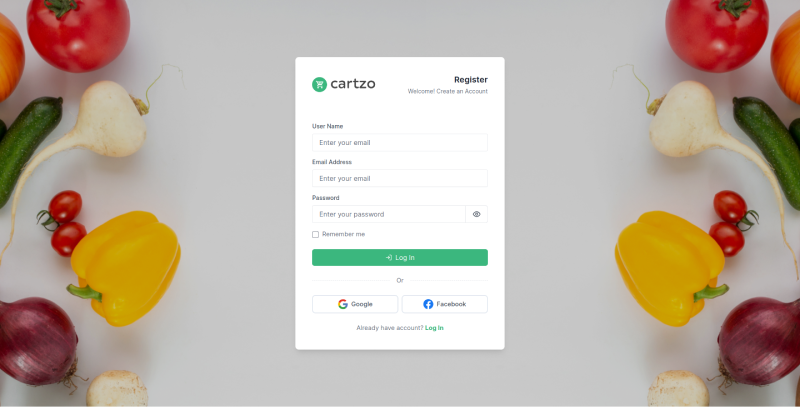 cartzo
Register
Welcome! Create an Account
User Name
Enter your email
Email Address
Enter your email
Password
Enter your password
Remember me
Log In
Or
Google
Facebook
Already have account? Log In